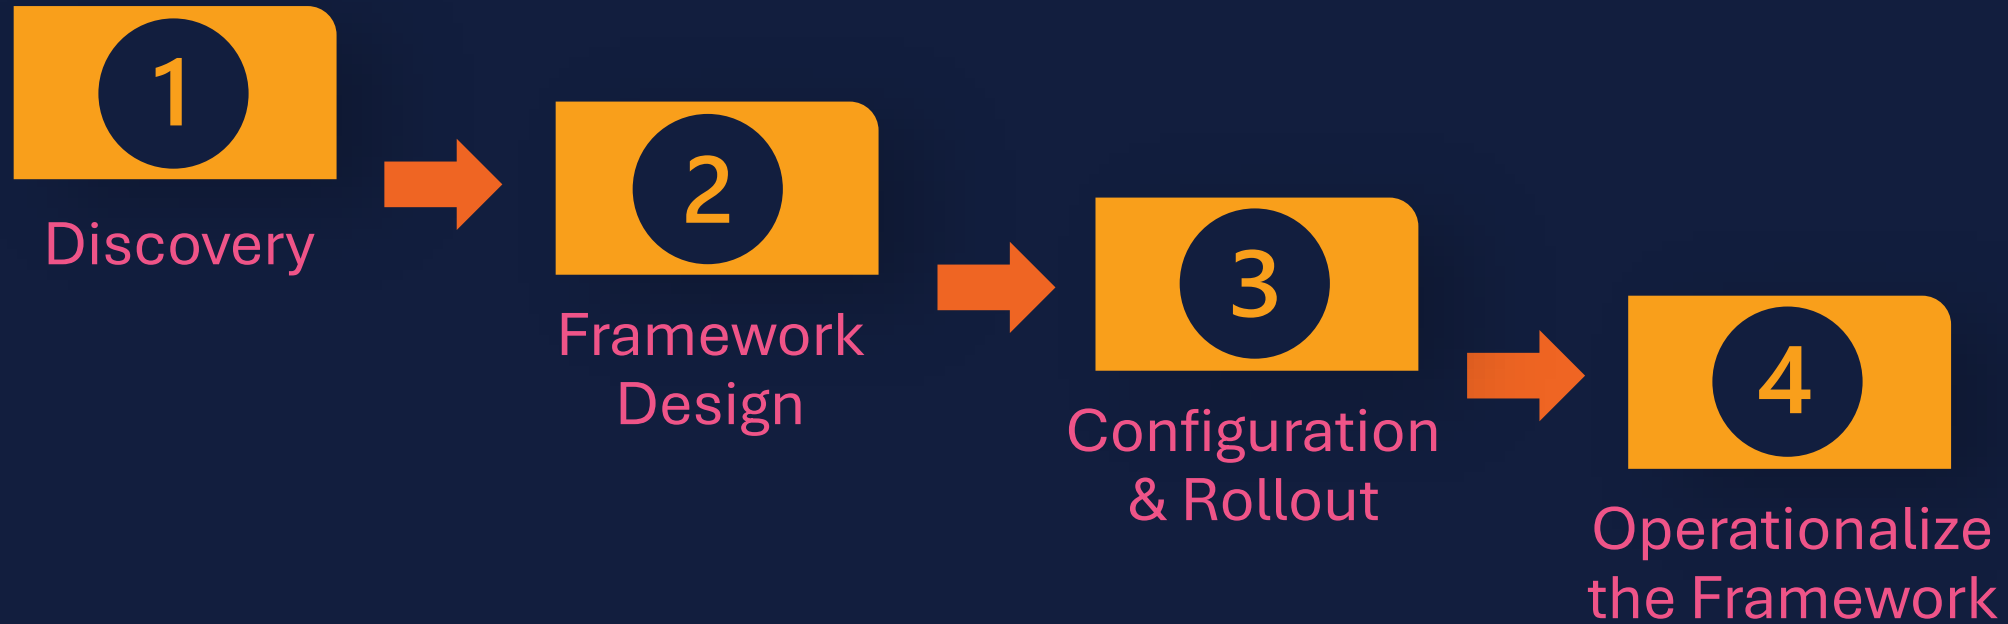 1
Discovery
2
Framework
Design
3
Configuration
& Rollout
4
Operationalize
the Framework